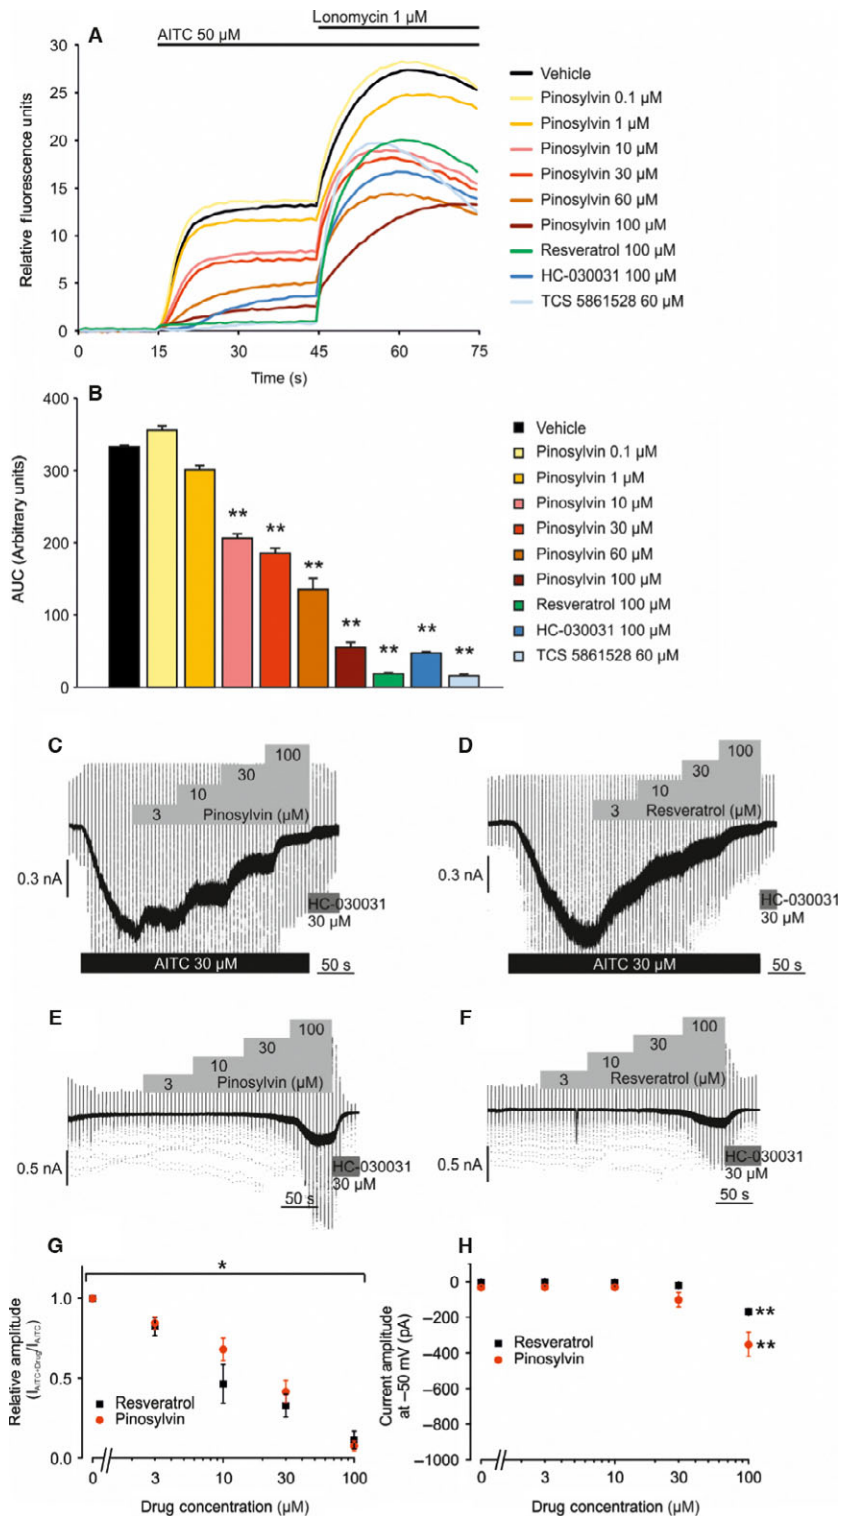 Lonomycin 1 µM
A
AITC 50 µM
30
25
20
15
10
5
0
Relative fluorescence units
0
15
30
45
60
75
Time (s)
Vehicle
Pinosylvin 0.1 µM
Pinosylvin 1 µM
Pinosylvin 10 µM
Pinosylvin 30 µM
Pinosylvin 60 µM
Pinosylvin 100 µM
Resveratrol 100 µM
HC-030031 100 µM
TCS 5861528 60 µM
B
400
300
200
100
0
AUC (Arbitrary units)
**
**
**
**
**
**
**
Vehicle
Pinosylvin 0.1 µM
Pinosylvin 1 µM
Pinosylvin 10 µM
Pinosylvin 30 µM
Pinosylvin 60 µM
Pinosylvin 100 µM
Resveratrol 100 µM
HC-030031 100 µM
TCS 5861528 60 µM
C
100
30
10
3
Pinosylvin (µM)
0.3 nA
HC-030031
30 µM
AITC 30 µM
50 s
D
100
30
10
3
Resveratrol (µM)
0.3 nA
HC-030031
30 µM
AITC 30 µM
50 s
E
100
30
10
3
Pinosylvin (µM)
0.5 nA
HC-030031
30 µM
50 s
F
100
30
10
3
Resveratrol (µM)
0.5 nA
HC-030031
30 µM
50 s
G
*
1.0
0.5
0.0
Relative amplitude
(I AITC+Drug/I AITC)
Resveratrol
Pinosylvin
0
3
10
30
100
Drug concentration (µM)
H
0
−200
−400
−600
−800
−1000
Current amplitude
at −50 mV (pA)
**
**
Resveratrol
Pinosylvin
0
3
10
30
100
Drug concentration (µM)